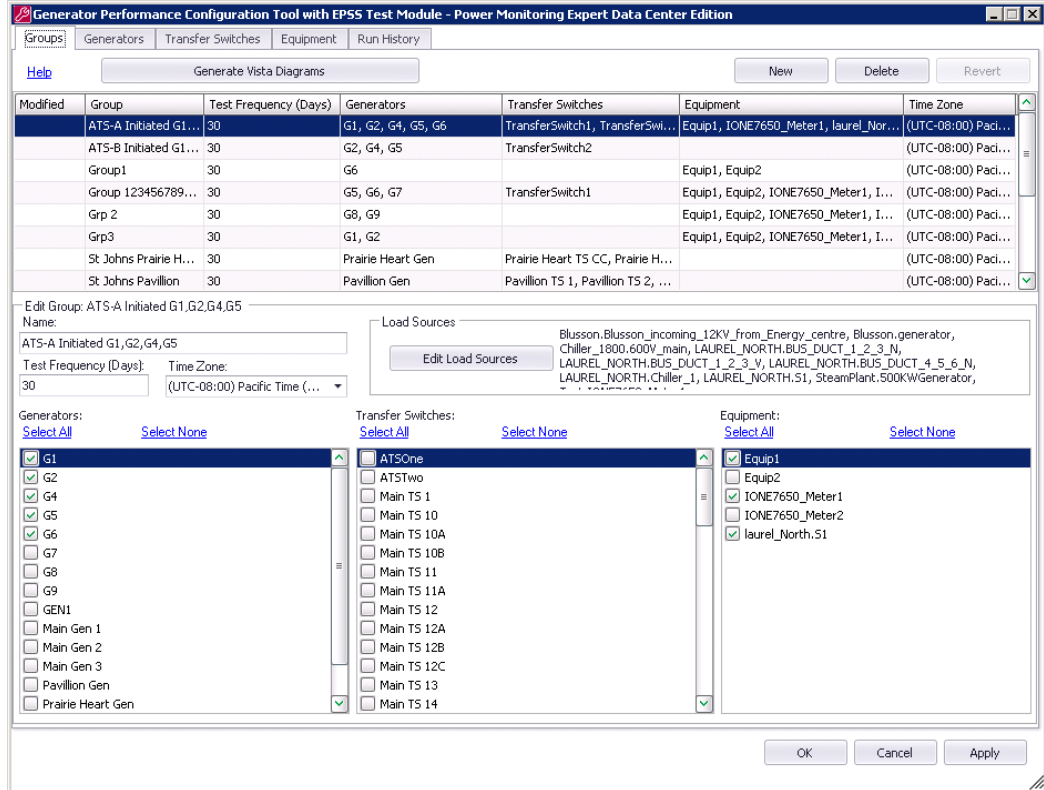 Generator Performance Configuration Tool with EPSS Test Module - Power Monitoring Expert Data Center Edition
Groups Generators Transfer Switches Equipment Run History
Help Generate Vista Diagrams New Delete Revert
Modified Group Test Frequency (Days) Generators Transfer Switches Equipment Time Zone
ATS-A Initiated G1... 30 G1, G2, G4, G5, G6 TransferSwitch1, TransferSwi... Equip1, IONE7650_Meter1, laurel_Nor... (UTC-08:00) Paci...
ATS-B Initiated G1... 30 G2, G4, G5 TransferSwitch2 (UTC-08:00) Paci...
Group1 30 G6 Equip1, Equip2 (UTC-08:00) Paci...
Group 123456789... 30 G5, G6, G7 TransferSwitch1 Equip1, Equip2, IONE7650_Meter1, I... (UTC-08:00) Paci...
Grp 2 30 G8, G9 Equip1, Equip2, IONE7650_Meter1, I... (UTC-08:00) Paci...
Grp3 30 G1, G2 Equip1, Equip2, IONE7650_Meter1, I... (UTC-08:00) Paci...
St Johns Prairie H... 30 Prairie Heart Gen Prairie Heart TS CC, Prairie H... (UTC-08:00) Paci...
St Johns Pavillion 30 Pavillion Gen Pavillion TS 1, Pavillion TS 2, ... (UTC-08:00) Paci...
Edit Group: ATS-A Initiated G1,G2,G4,G5
Name:
ATS-A Initiated G1,G2,G4,G5
Test Frequency (Days): Time Zone:
30 (UTC-08:00) Pacific Time (...
Load Sources
Edit Load Sources
Blusson.Blusson_incoming_12KV_from_Energy_centre, Blusson.generator,
Chiller_1800.600V_main, LAUREL_NORTH.BUS_DUCT_1_2_3_N,
LAUREL_NORTH.BUS_DUCT_1_2_3_V, LAUREL_NORTH.BUS_DUCT_4_5_6_N,
LAUREL_NORTH.Chiller_1, LAUREL_NORTH.S1, SteamPlant.500KWGenerator,
Generators:
Select All Select None
G1
G2
G4
G5
G6
G7
G8
G9
GEN1
Main Gen 1
Main Gen 2
Main Gen 3
Pavillion Gen
Prairie Heart Gen
Transfer Switches:
Select All Select None
ATSOne
ATSTwo
Main TS 1
Main TS 10
Main TS 10A
Main TS 10B
Main TS 11
Main TS 11A
Main TS 12
Main TS 12A
Main TS 12B
Main TS 12C
Main TS 13
Main TS 14
Equipment:
Select All Select None
Equip1
Equip2
IONE7650_Meter1
IONE7650_Meter2
laurel_North.S1
OK Cancel Apply